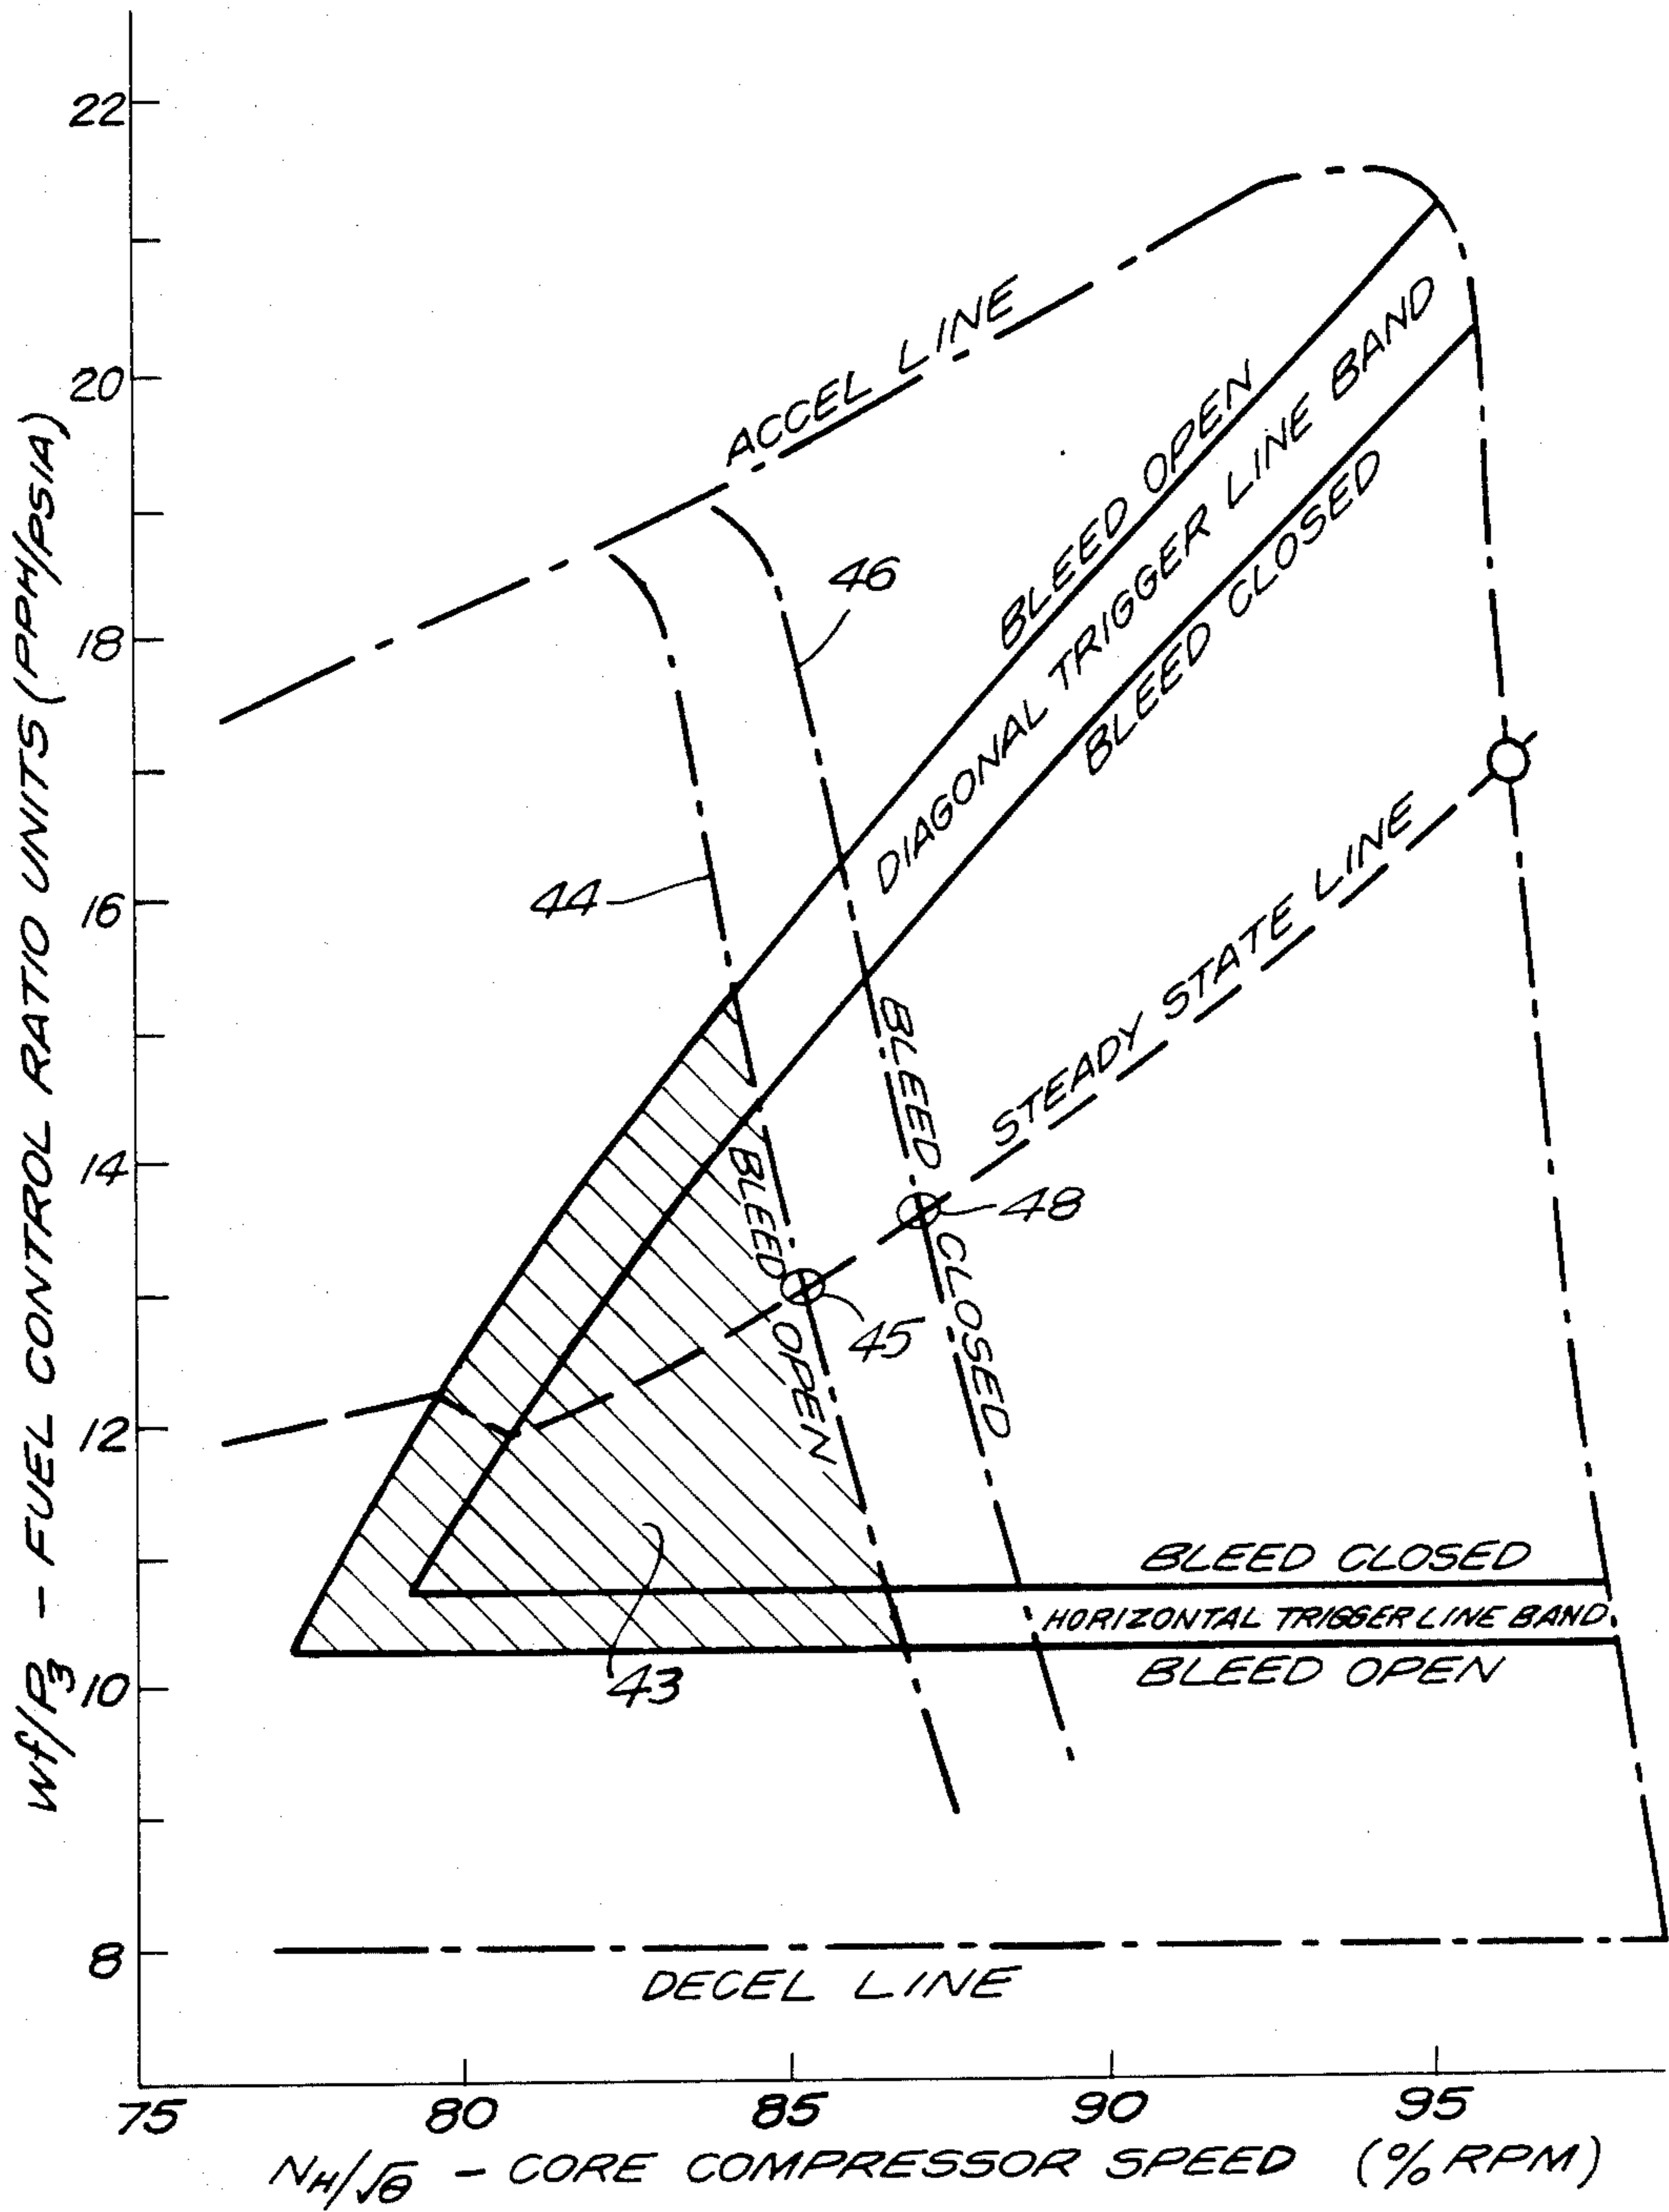 22
20
18
16
14
12
10
8
Wf/P3 - FUEL CONTROL RATIO UNITS (PPH/PSIA)
ACCEL LINE
46
44
BLEED OPEN
DIAGONAL TRIGGER LINE BAND
BLEED CLOSED
STEADY STATE LINE
BLEED CLOSED
48
BLEED OPEN
45
43
BLEED CLOSED
HORIZONTAL TRIGGER LINE BAND
BLEED OPEN
DECEL LINE
75 80 85 90 95
NH/√θ - CORE COMPRESSOR SPEED (% RPM)